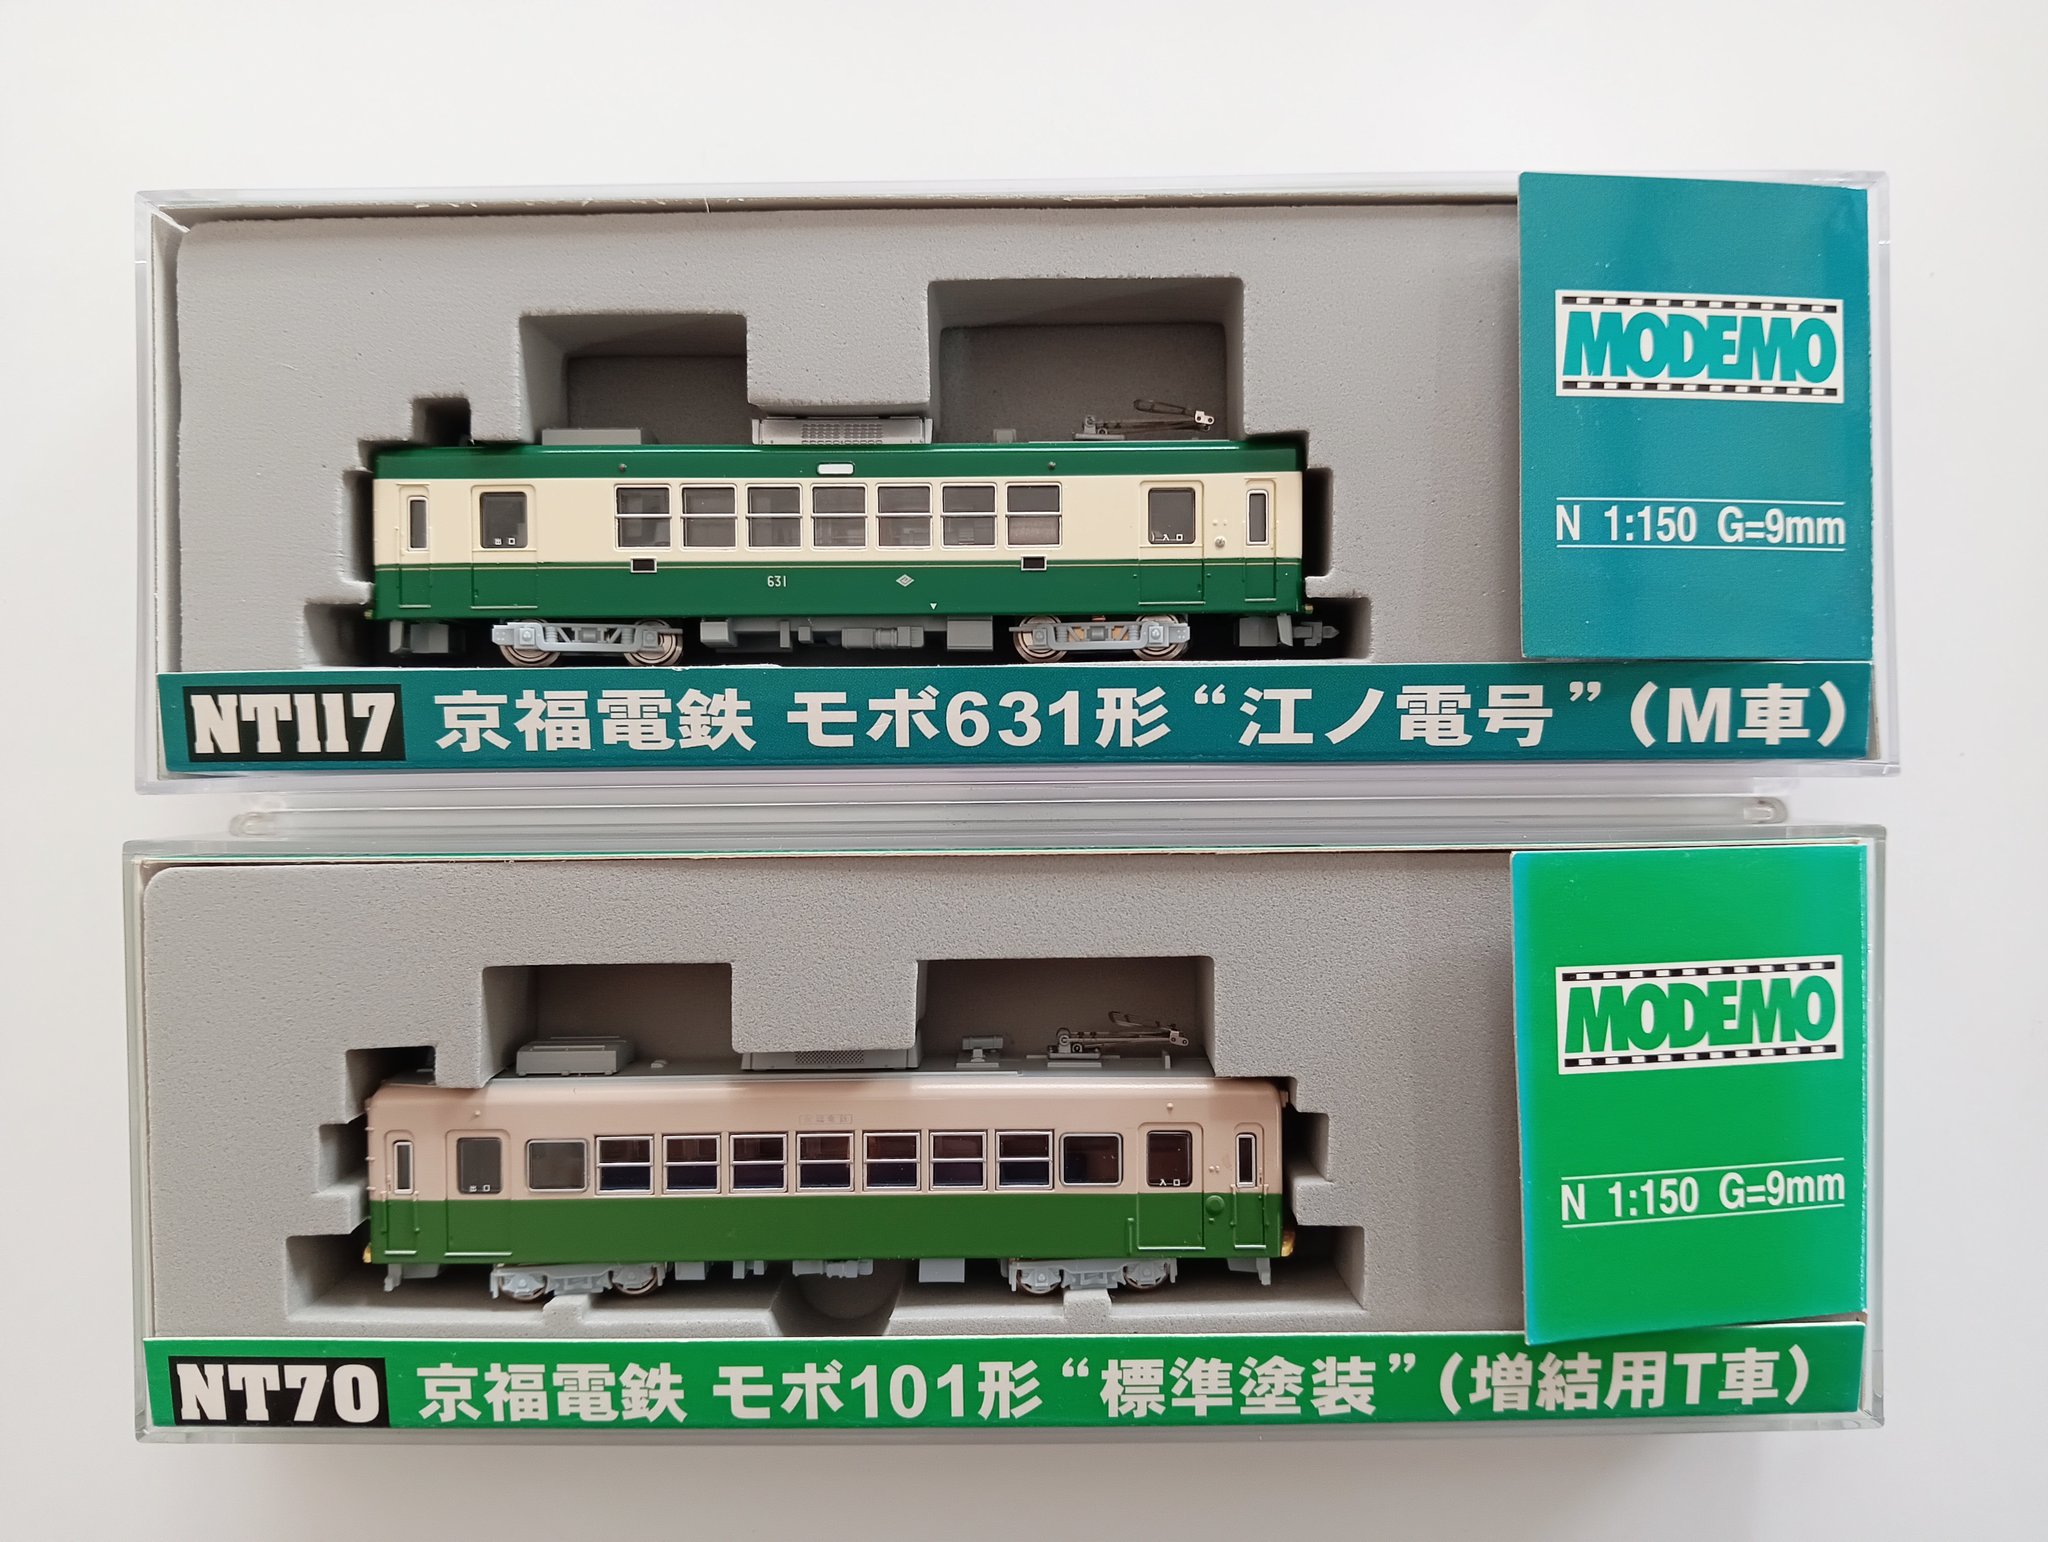 MODEMO
N 1:150 G=9mm
出口
入口
631
NT117 京福電鉄 モボ631形 “江ノ電号” (M車)
MODEMO
N 1:150 G=9mm
出口
入口
NT70 京福電鉄 モボ101形 “標準塗装” (増結用T車)